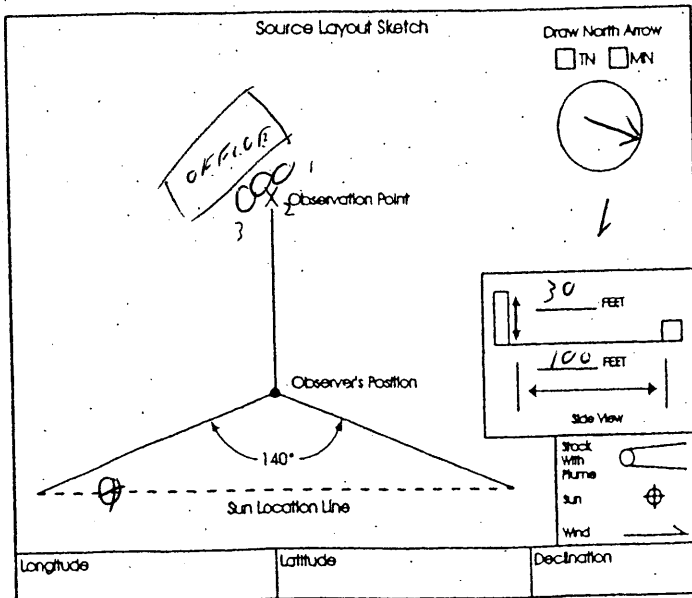 Source Layout Sketch
Draw North Arrow
TN MN
OFFICE
1
X 2 Observation Point
3
30 FEET
100 FEET
Side View
Observer's Position
140°
Sun Location Line
Stack
With
Plume
Sun
Wind
Longitude
Latitude
Declination